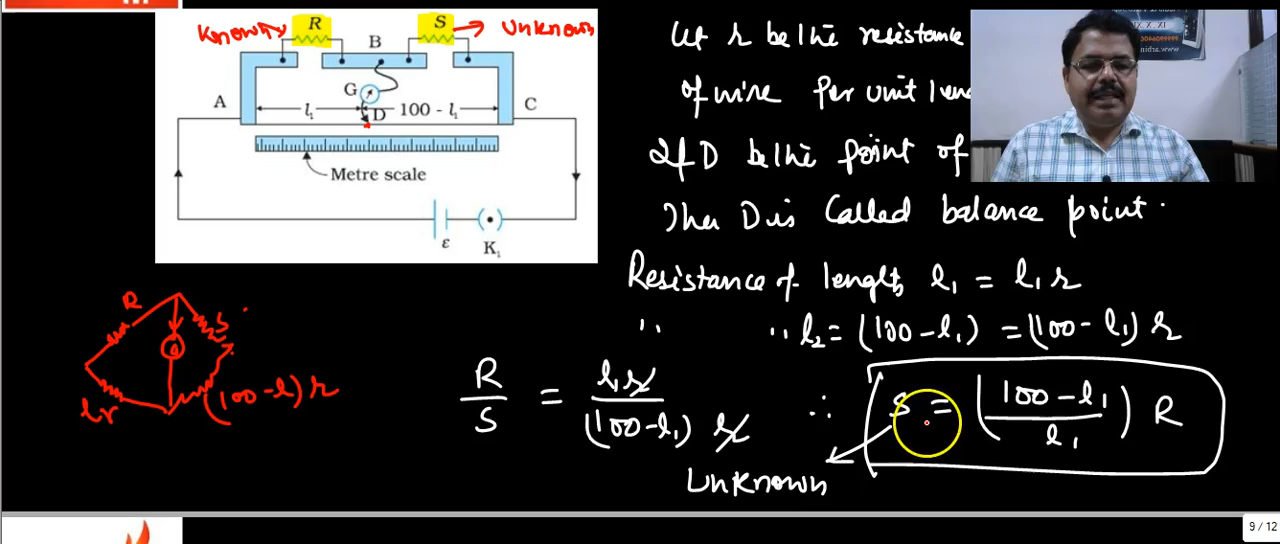 Known R S Unknown
B
G
A l₁ D 100 - l₁ C
Metre scale
ε K₁
Let r be the resistance
of wire per unit
If D be the point of
Then D is called balance point.
Resistance of length l₁ = l₁ r
" " l₂ = (100 - l₁) = (100 - l₁) r
R S
G
lr (100 - l) r
R/S = l₁ r/(100 - l₁) r ∴ S = (100 - l₁/l₁) R
Unknown
9 / 12